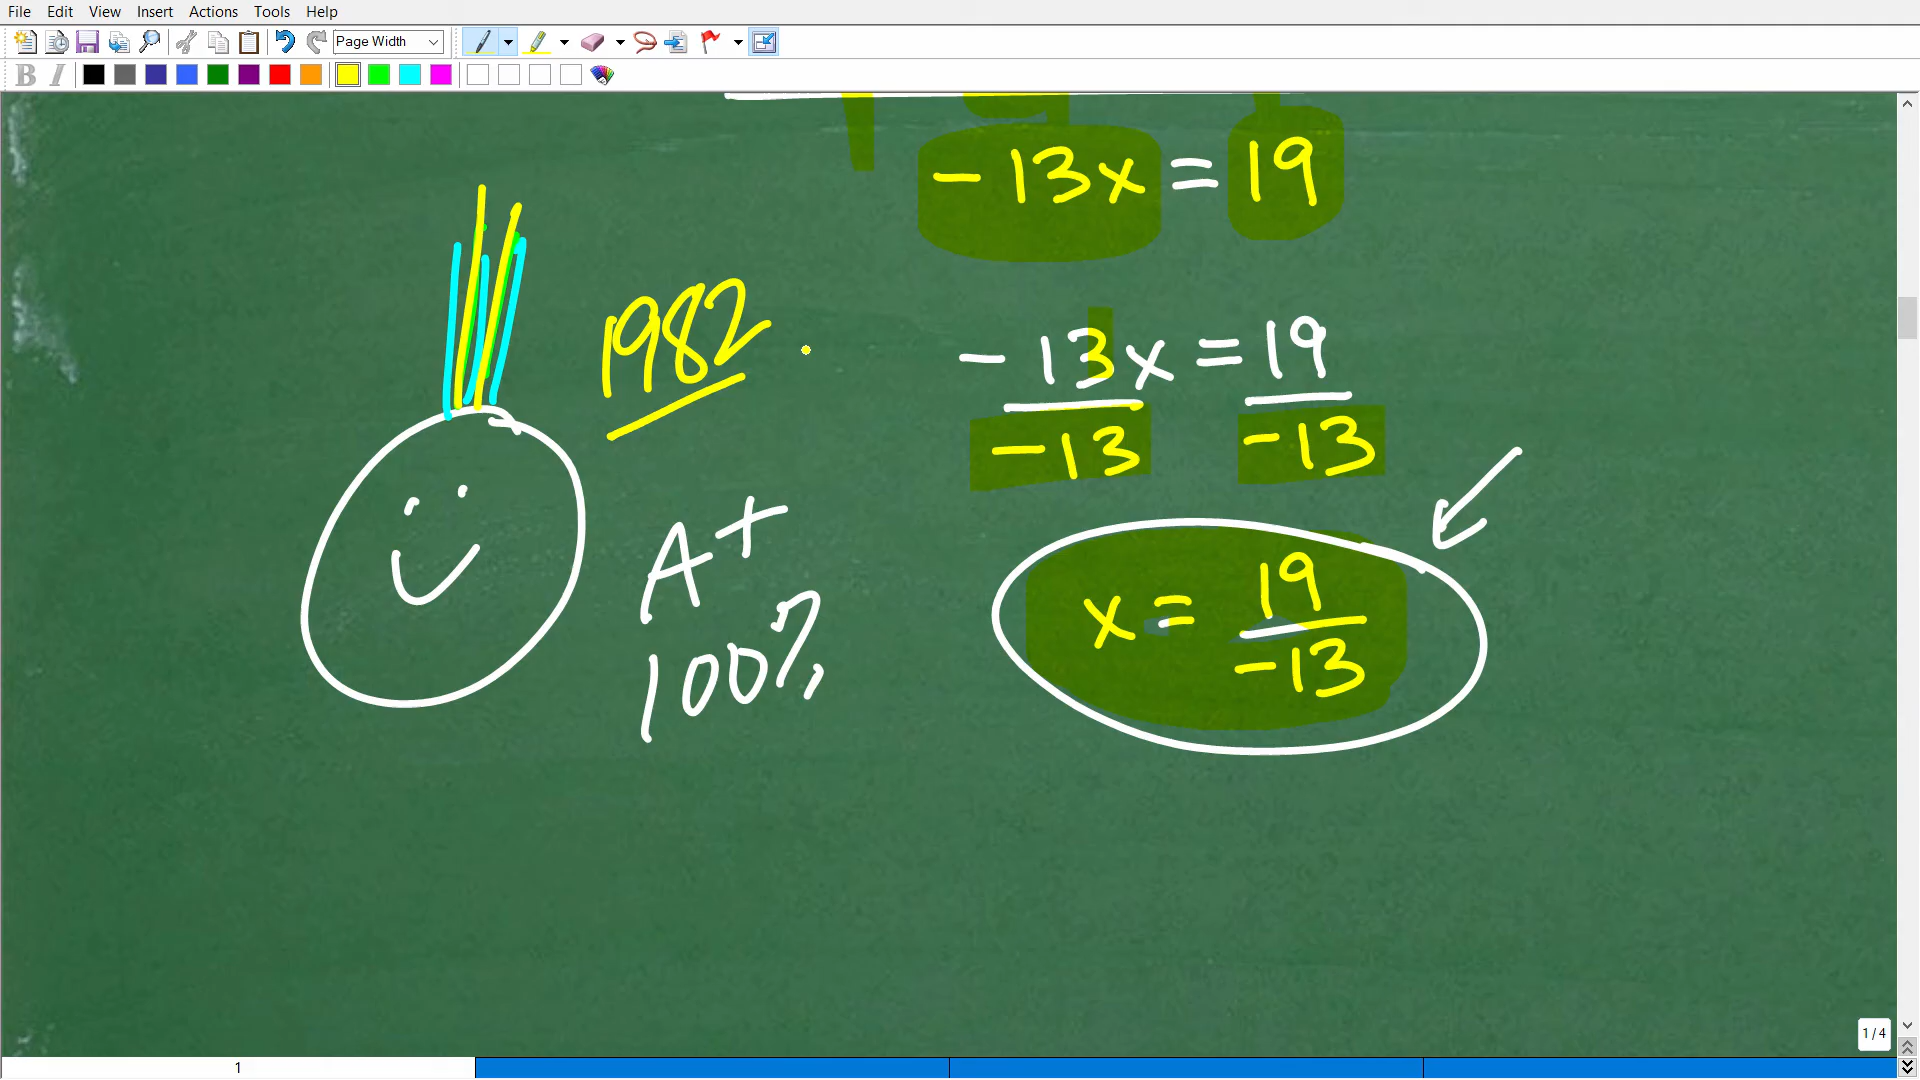 File Edit View Insert Actions Tools Help
Page Width
B I
-13x = 19
1982
-13x = 19
-13 -13
A+
100%
x = 19
-13
1 / 4
1